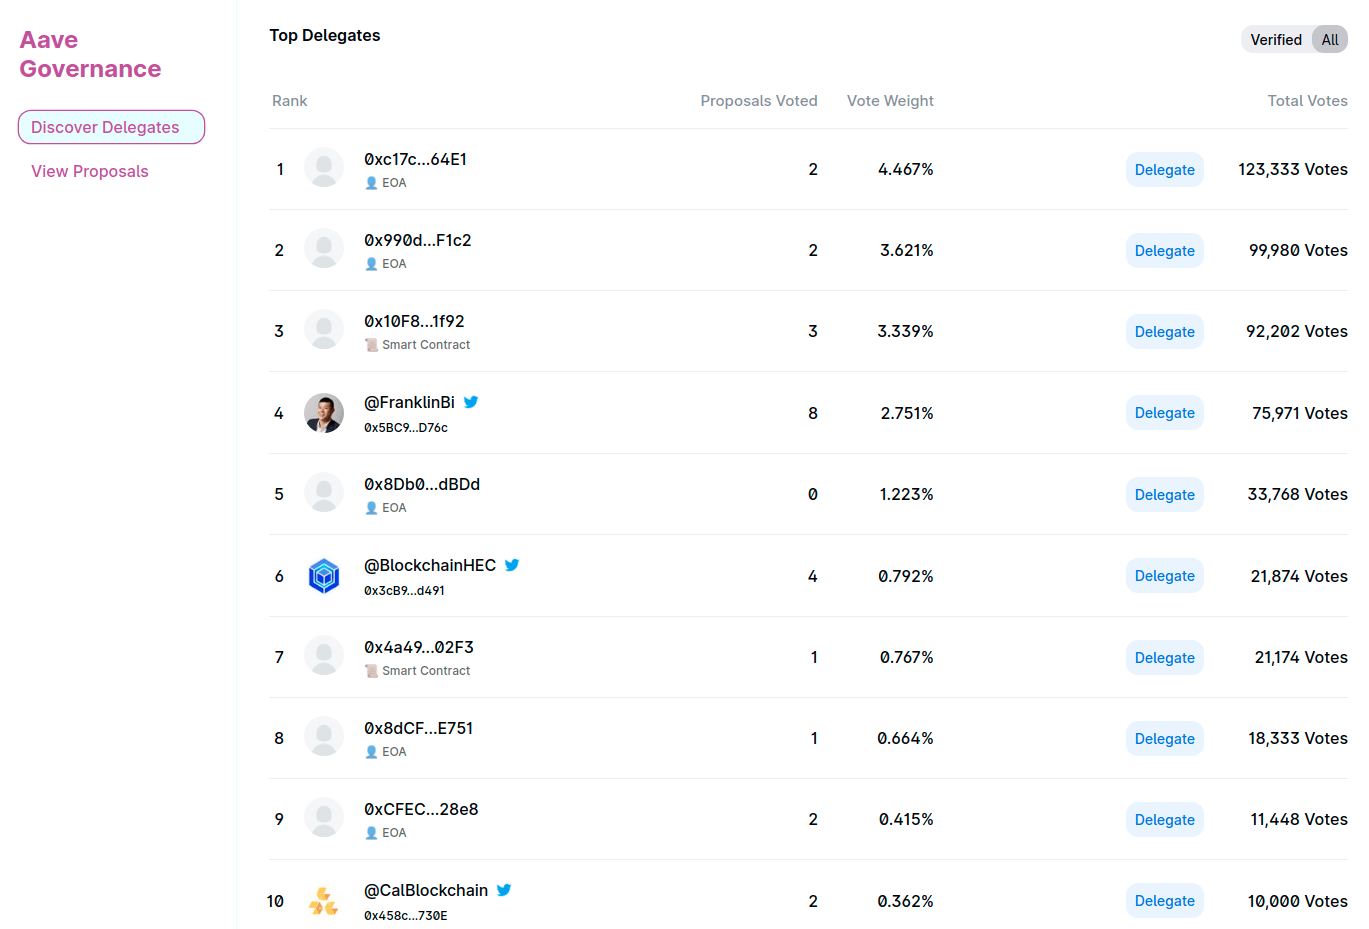 Aave
Governance
Discover Delegates
View Proposals
Top Delegates
Verified All
Rank Proposals Voted Vote Weight Total Votes
1 0xc17c...64E1 2 4.467% Delegate 123,333 Votes
👤 EOA
2 0x990d...F1c2 2 3.621% Delegate 99,980 Votes
👤 EOA
3 0x10F8...1f92 3 3.339% Delegate 92,202 Votes
📜 Smart Contract
4 @FranklinBi 8 2.751% Delegate 75,971 Votes
0x5BC9...D76c
5 0x8Db0...dBDd 0 1.223% Delegate 33,768 Votes
👤 EOA
6 @BlockchainHEC 4 0.792% Delegate 21,874 Votes
0x3cB9...d491
7 0x4a49...02F3 1 0.767% Delegate 21,174 Votes
📜 Smart Contract
8 0x8dCF...E751 1 0.664% Delegate 18,333 Votes
👤 EOA
9 0xCFEC...28e8 2 0.415% Delegate 11,448 Votes
👤 EOA
10 @CalBlockchain 2 0.362% Delegate 10,000 Votes
0x458c...730E